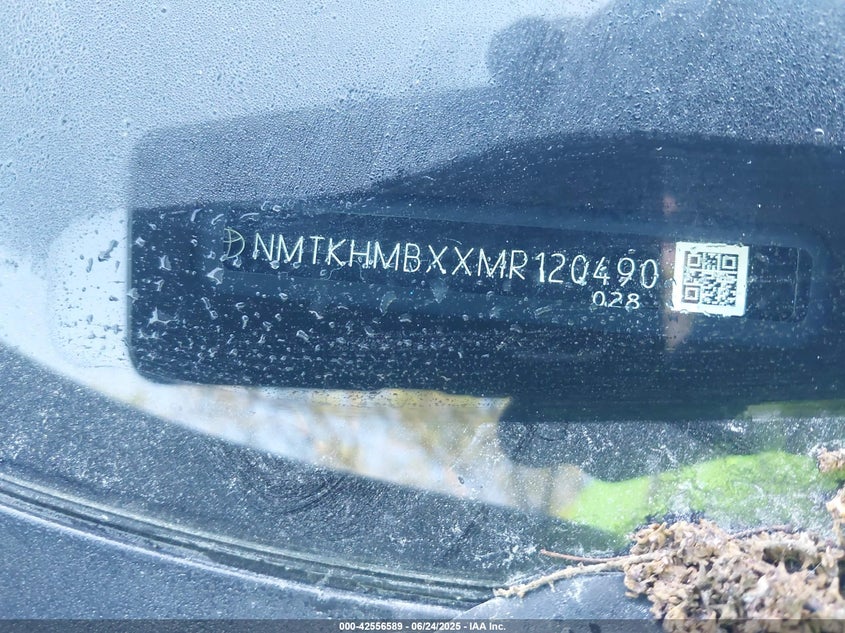 NMTKHMBXXMR120490
028
000-42556589 - 06/24/2025 - IAA Inc.